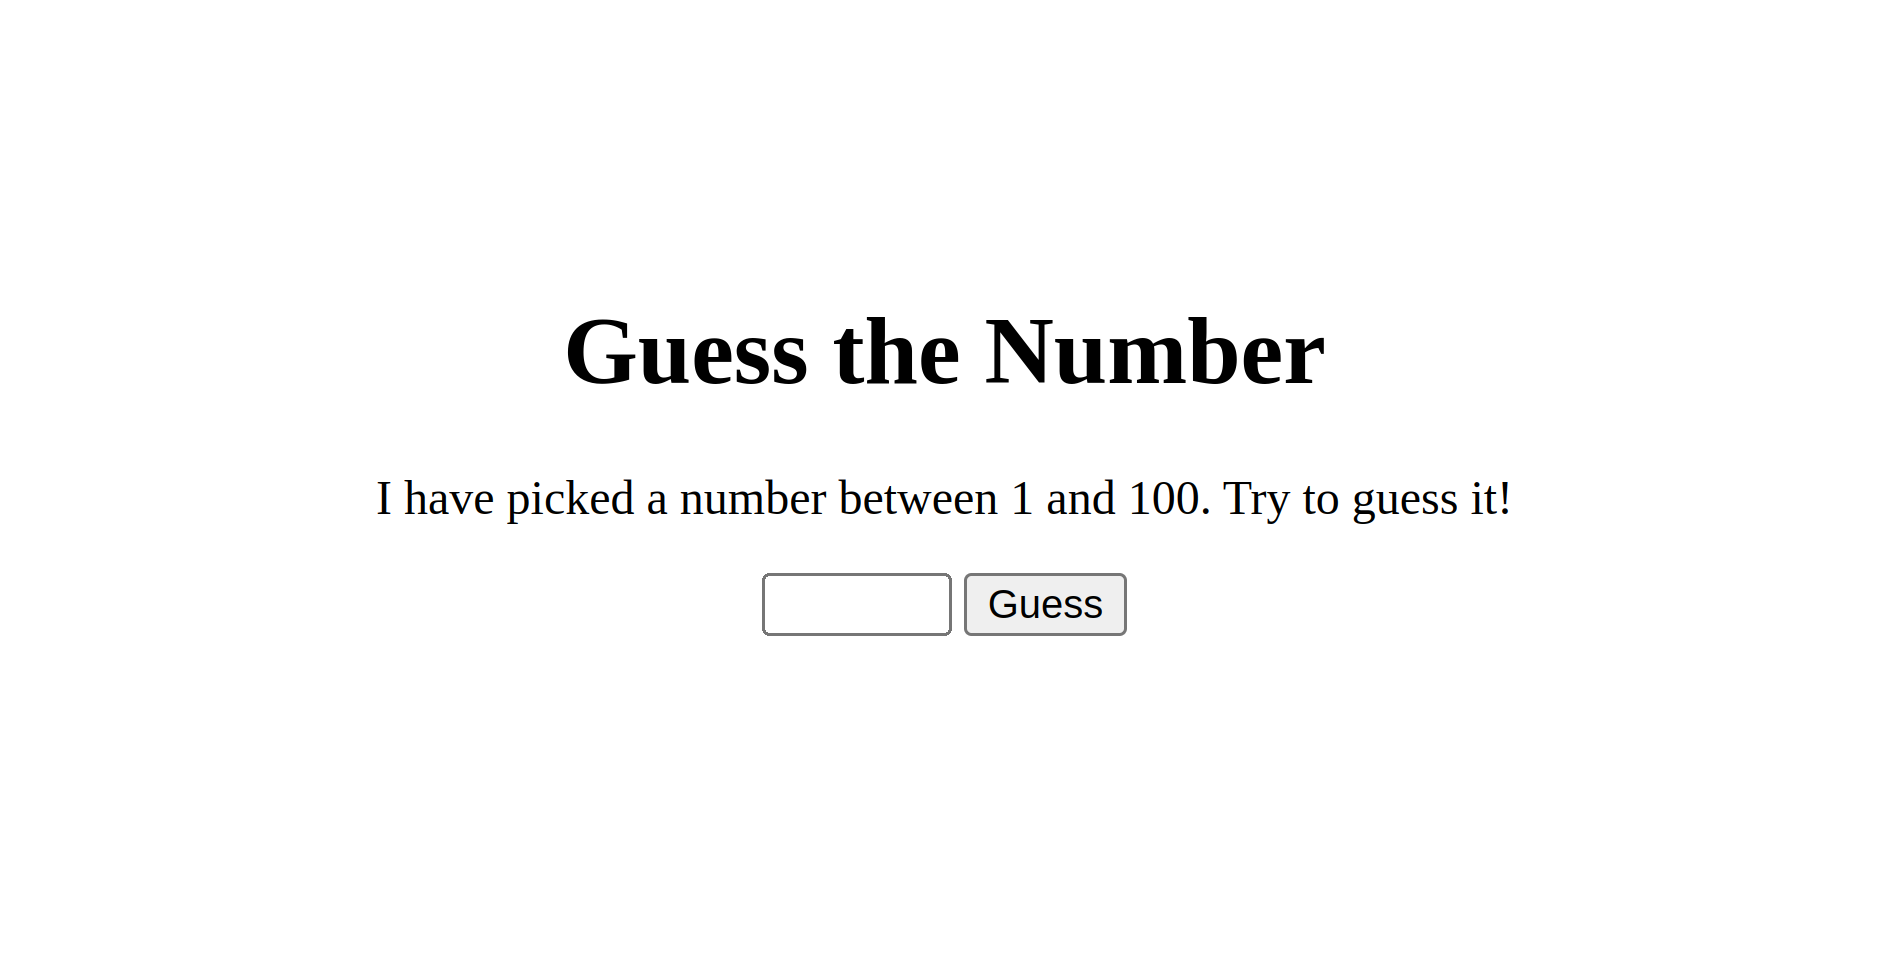 Guess the Number
I have picked a number between 1 and 100. Try to guess it!
Guess